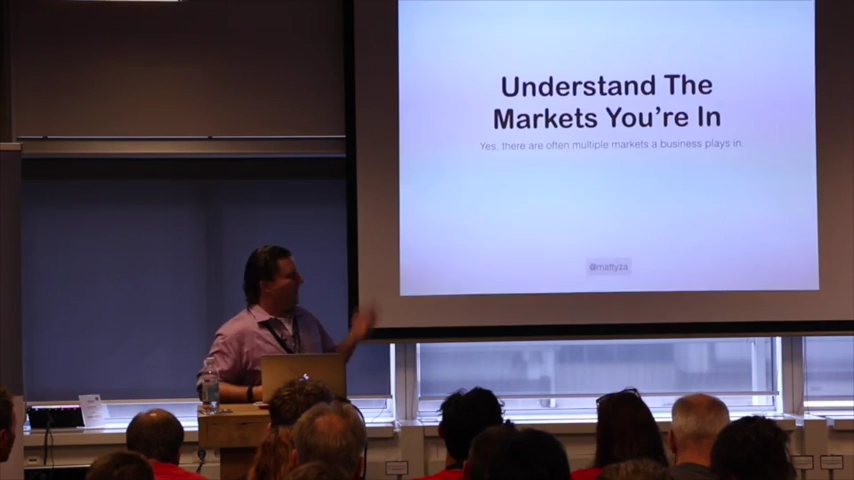 Understand The
Markets You're In
Yes, there are often multiple markets a business plays in.
@mattyza